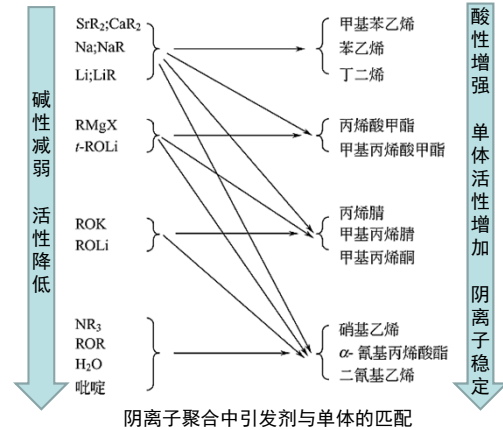 碱性减弱 活性降低
SrR₂;CaR₂
Na;NaR
Li;LiR
甲基苯乙烯
苯乙烯
丁二烯
RMgX
t-ROLi
丙烯酸甲酯
甲基丙烯酸甲酯
ROK
ROLi
丙烯腈
甲基丙烯腈
甲基丙烯酮
NR₃
ROR
H₂O
吡啶
硝基乙烯
α- 氰基丙烯酸酯
二氰基乙烯
酸性增强 单体活性增加 阴离子稳定
阴离子聚合中引发剂与单体的匹配